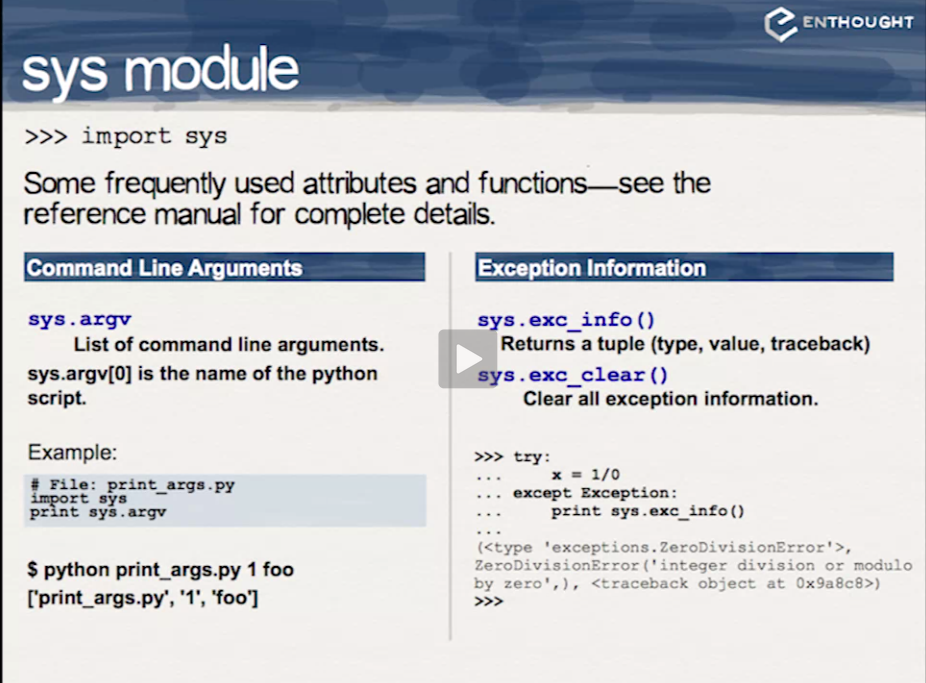 ENTHOUGHT
sys module
>>> import sys
Some frequently used attributes and functions—see the
reference manual for complete details.
Command Line Arguments
sys.argv
List of command line arguments.
sys.argv[0] is the name of the python
script.
Example:
# File: print_args.py
import sys
print sys.argv
$ python print_args.py 1 foo
['print_args.py', '1', 'foo']
Exception Information
sys.exc_info()
Returns a tuple (type, value, traceback)
sys.exc_clear()
Clear all exception information.
>>> try:
...     x = 1/0
... except Exception:
...     print sys.exc_info()
...
(<type 'exceptions.ZeroDivisionError'>,
ZeroDivisionError('integer division or modulo
by zero',), <traceback object at 0x9a8c8>)
>>>